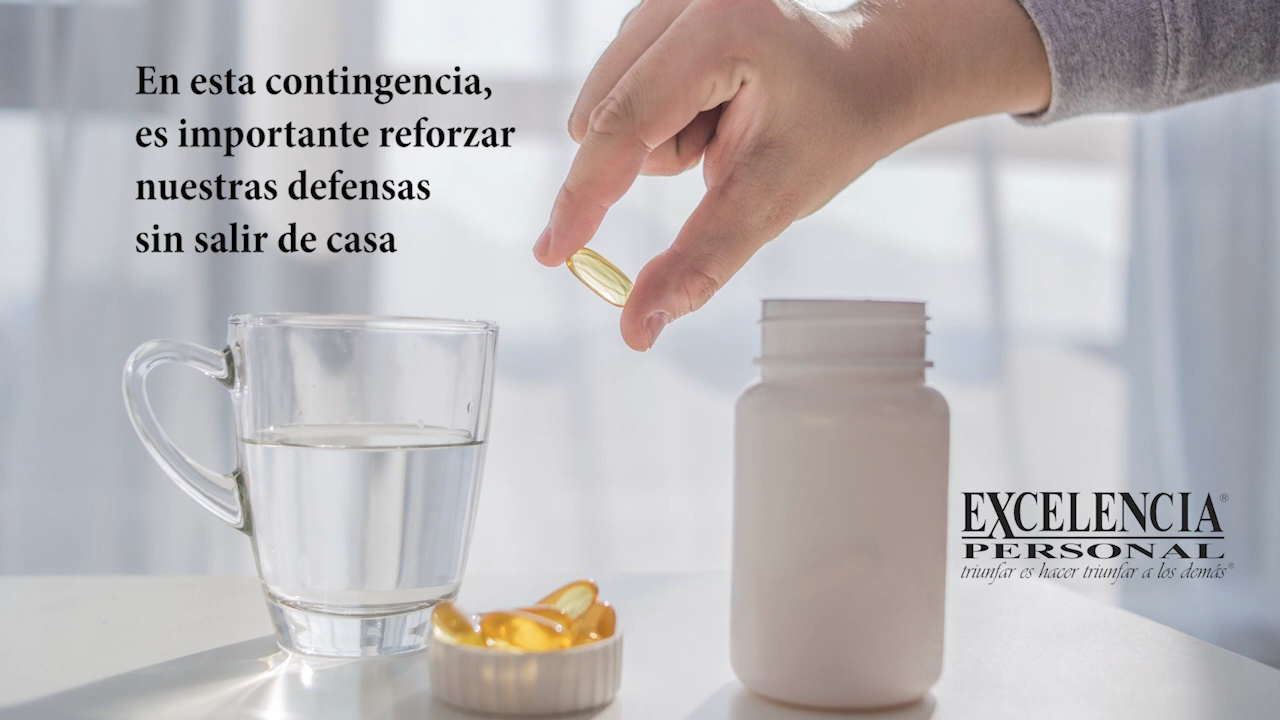 En esta contingencia,
es importante reforzar
nuestras defensas
sin salir de casa
EXCELENCIA®
PERSONAL
triunfar es hacer triunfar a los demás®